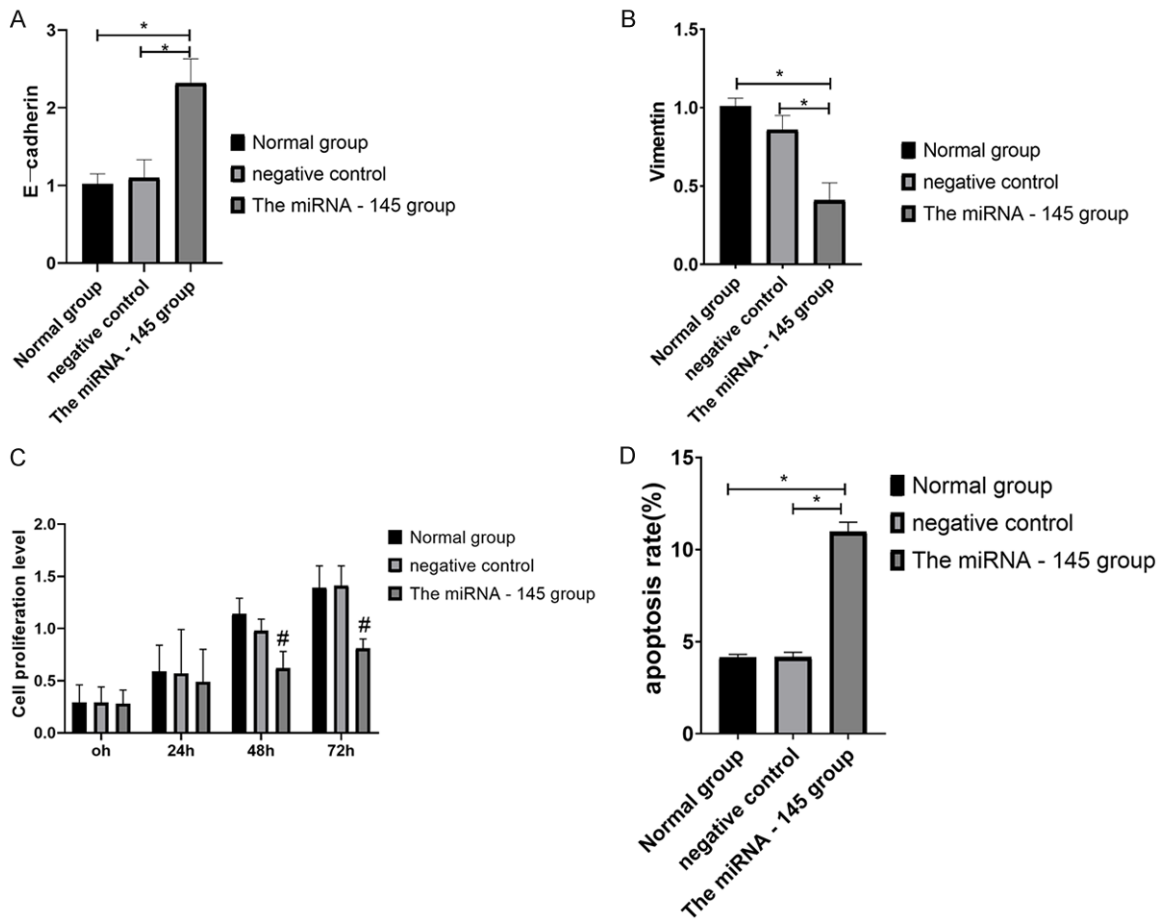 A
E-cadherin
3
2
1
0
*
*
Normal group
negative control
The miRNA - 145 group
Normal group
negative control
The miRNA - 145 group
B
Vimentin
1.5
1.0
0.5
0.0
*
*
Normal group
negative control
The miRNA - 145 group
Normal group
negative control
The miRNA - 145 group
C
Cell proliferation level
2.0
1.5
1.0
0.5
0.0
#
#
oh
24h
48h
72h
Normal group
negative control
The miRNA - 145 group
D
apoptosis rate(%)
15
10
5
0
*
*
Normal group
negative control
The miRNA - 145 group
Normal group
negative control
The miRNA - 145 group